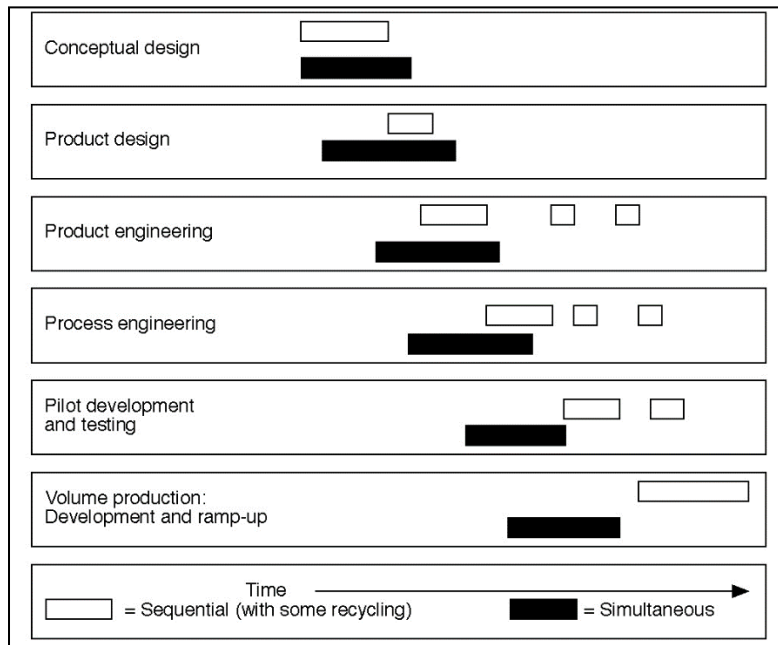 Conceptual design
Product design
Product engineering
Process engineering
Pilot development
and testing
Volume production:
Development and ramp-up
Time
= Sequential (with some recycling)
= Simultaneous